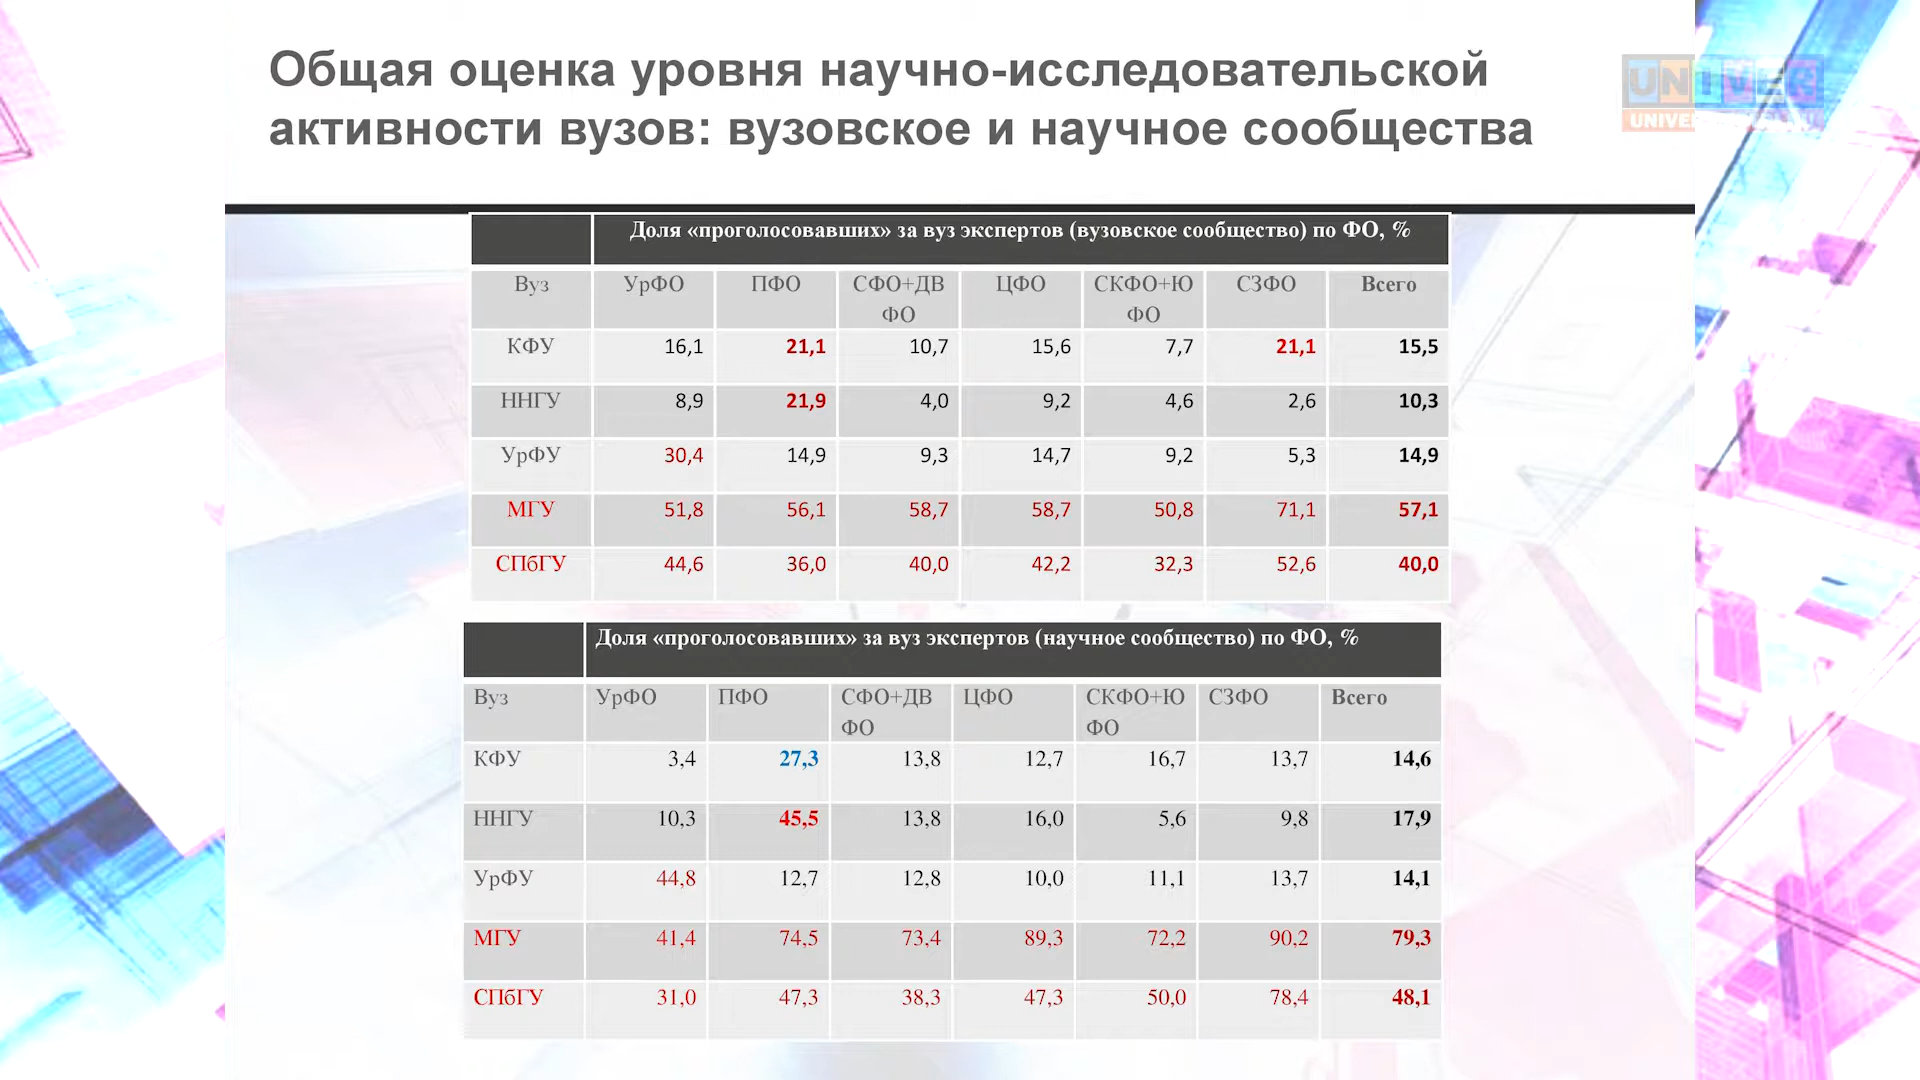 Общая оценка уровня научно-исследовательской
активности вузов: вузовское и научное сообщества
UNIVER
Доля «проголосовавших» за вуз экспертов (вузовское сообщество) по ФО, %
Вуз УрФО ПФО СФО+ДВ ФО ЦФО СКФО+Ю ФО СЗФО Всего
КФУ 16,1 21,1 10,7 15,6 7,7 21,1 15,5
ННГУ 8,9 21,9 4,0 9,2 4,6 2,6 10,3
УрФУ 30,4 14,9 9,3 14,7 9,2 5,3 14,9
МГУ 51,8 56,1 58,7 58,7 50,8 71,1 57,1
СПбГУ 44,6 36,0 40,0 42,2 32,3 52,6 40,0
Доля «проголосовавших» за вуз экспертов (научное сообщество) по ФО, %
Вуз УрФО ПФО СФО+ДВ ФО ЦФО СКФО+Ю ФО СЗФО Всего
КФУ 3,4 27,3 13,8 12,7 16,7 13,7 14,6
ННГУ 10,3 45,5 13,8 16,0 5,6 9,8 17,9
УрФУ 44,8 12,7 12,8 10,0 11,1 13,7 14,1
МГУ 41,4 74,5 73,4 89,3 72,2 90,2 79,3
СПбГУ 31,0 47,3 38,3 47,3 50,0 78,4 48,1